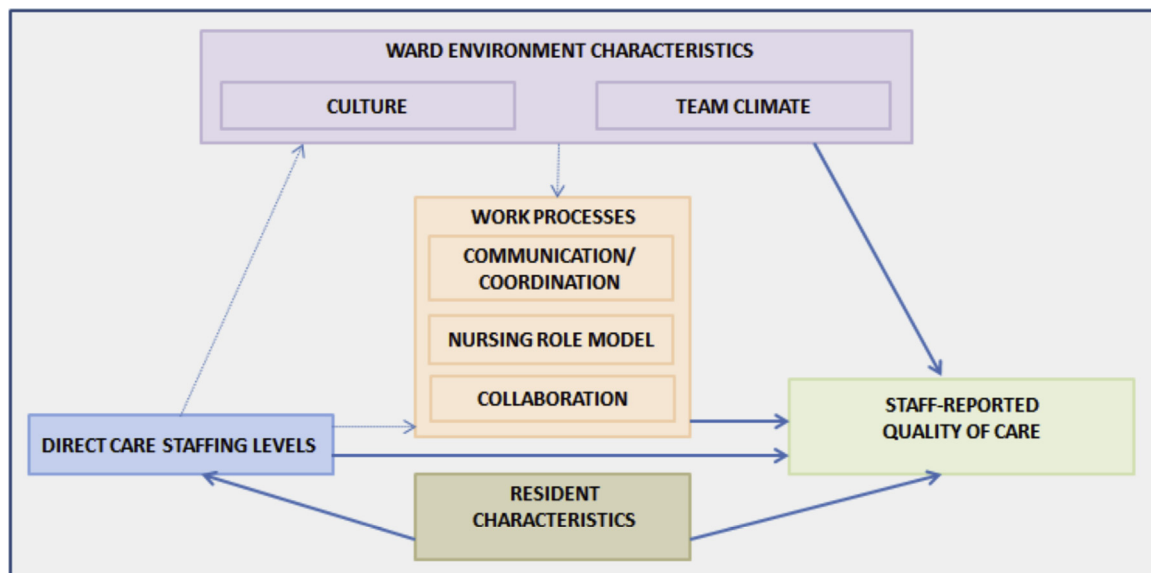 WARD ENVIRONMENT CHARACTERISTICS
CULTURE
TEAM CLIMATE
WORK PROCESSES
COMMUNICATION/
COORDINATION
NURSING ROLE MODEL
COLLABORATION
DIRECT CARE STAFFING LEVELS
STAFF-REPORTED
QUALITY OF CARE
RESIDENT
CHARACTERISTICS